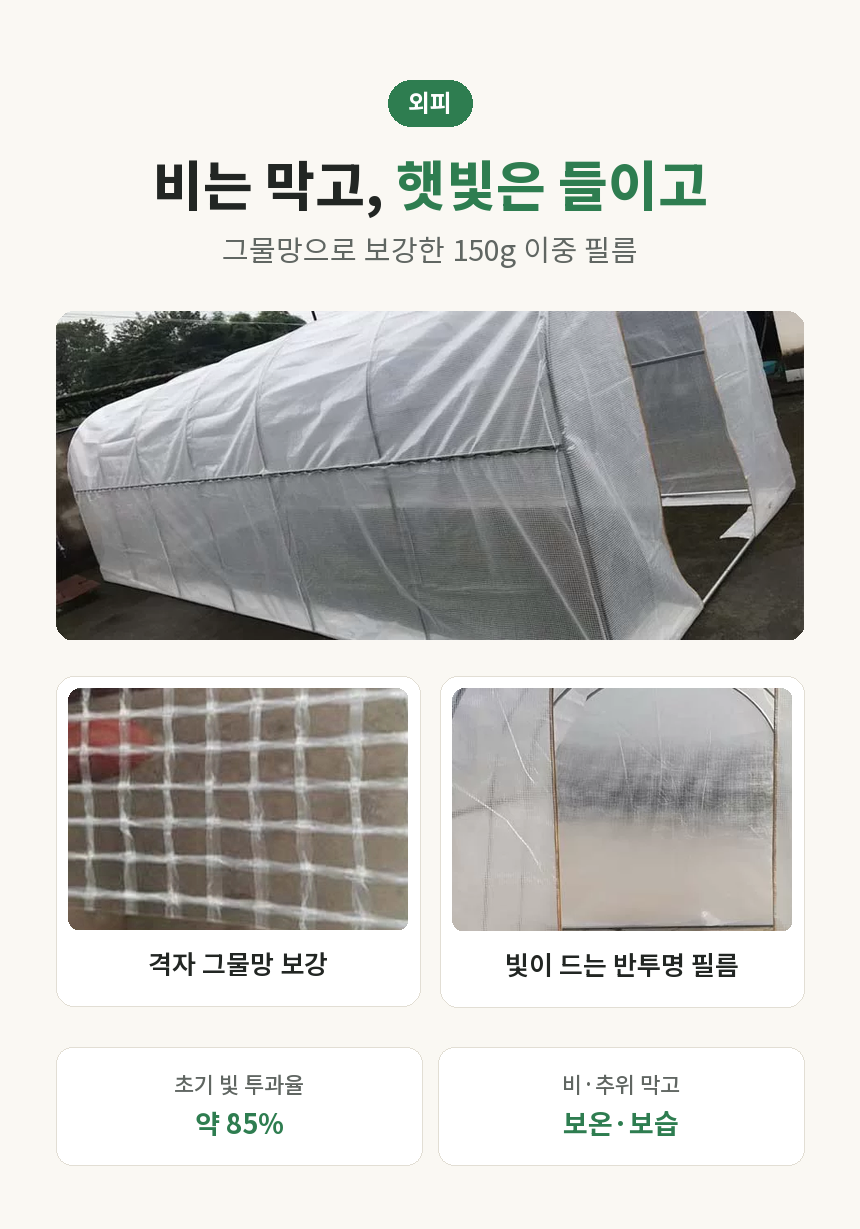 외피
비는 막고, 햇빛은 들이고
그물망으로 보강한 150g 이중 필름
격자 그물망 보강
빛이 드는 반투명 필름
초기 빛 투과율
약 85%
비·추위 막고
보온·보습